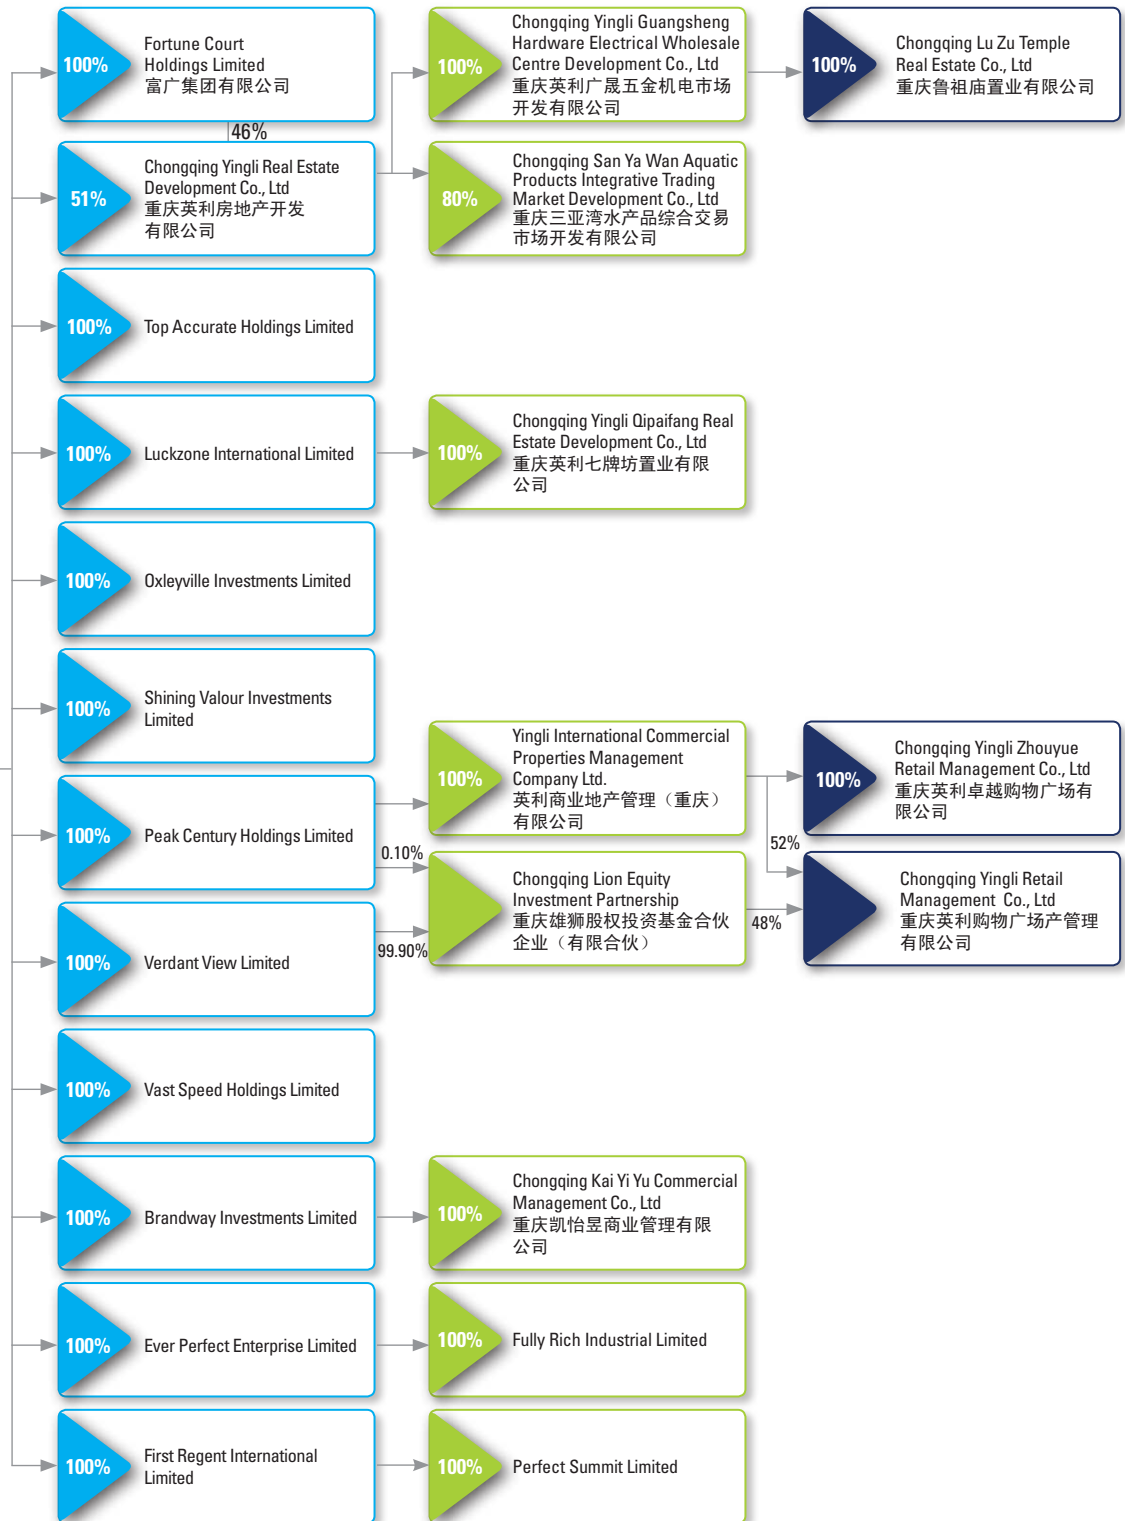 100%
Fortune Court
Holdings Limited
富广集团有限公司
46%
51%
Chongqing Yingli Real Estate
Development Co., Ltd
重庆英利房地产开发
有限公司
100%
Chongqing Yingli Guangsheng
Hardware Electrical Wholesale
Centre Development Co., Ltd
重庆英利广晟五金机电市场
开发有限公司
100%
Chongqing Lu Zu Temple
Real Estate Co., Ltd
重庆鲁祖庙置业有限公司
80%
Chongqing San Ya Wan Aquatic
Products Integrative Trading
Market Development Co., Ltd
重庆三亚湾水产品综合交易
市场开发有限公司
100%
Top Accurate Holdings Limited
100%
Luckzone International Limited
100%
Chongqing Yingli Qipaifang Real
Estate Development Co., Ltd
重庆英利七牌坊置业有限
公司
100%
Oxleyville Investments Limited
100%
Shining Valour Investments
Limited
100%
Peak Century Holdings Limited
0.10%
100%
Yingli International Commercial
Properties Management
Company Ltd.
英利商业地产管理（重庆）
有限公司
100%
Chongqing Yingli Zhouyue
Retail Management Co., Ltd
重庆英利卓越购物广场有
限公司
52%
Chongqing Lion Equity
Investment Partnership
重庆雄狮股权投资基金合伙
企业（有限合伙）
48%
Chongqing Yingli Retail
Management Co., Ltd
重庆英利购物广场产管理
有限公司
100%
Verdant View Limited
99.90%
100%
Vast Speed Holdings Limited
100%
Brandway Investments Limited
100%
Chongqing Kai Yi Yu Commercial
Management Co., Ltd
重庆凯怡昱商业管理有限
公司
100%
Ever Perfect Enterprise Limited
100%
Fully Rich Industrial Limited
100%
First Regent International
Limited
100%
Perfect Summit Limited